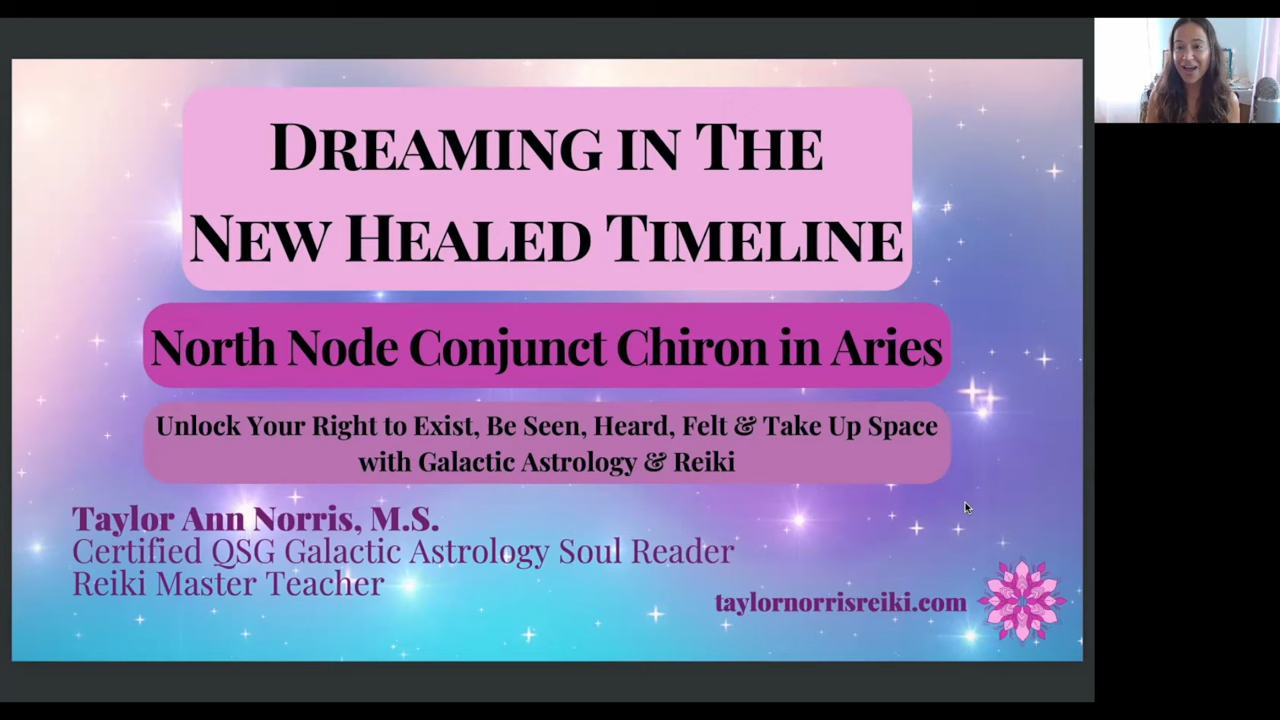 Dreaming in The
New Healed Timeline
North Node Conjunct Chiron in Aries
Unlock Your Right to Exist, Be Seen, Heard, Felt & Take Up Space
with Galactic Astrology & Reiki
Taylor Ann Norris, M.S.
Certified QSG Galactic Astrology Soul Reader
Reiki Master Teacher
taylornorrisreiki.com